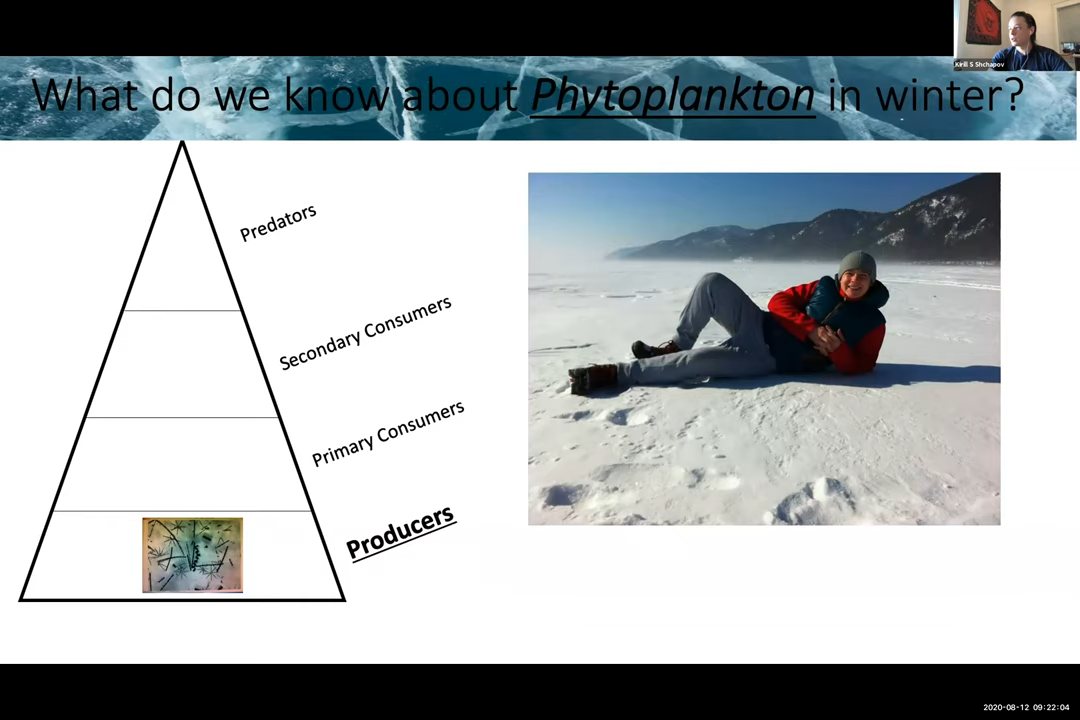 Kirill S Shchapov
What do we know about Phytoplankton in winter?
Predators
Secondary Consumers
Primary Consumers
Producers
2020-08-12 09:22:04